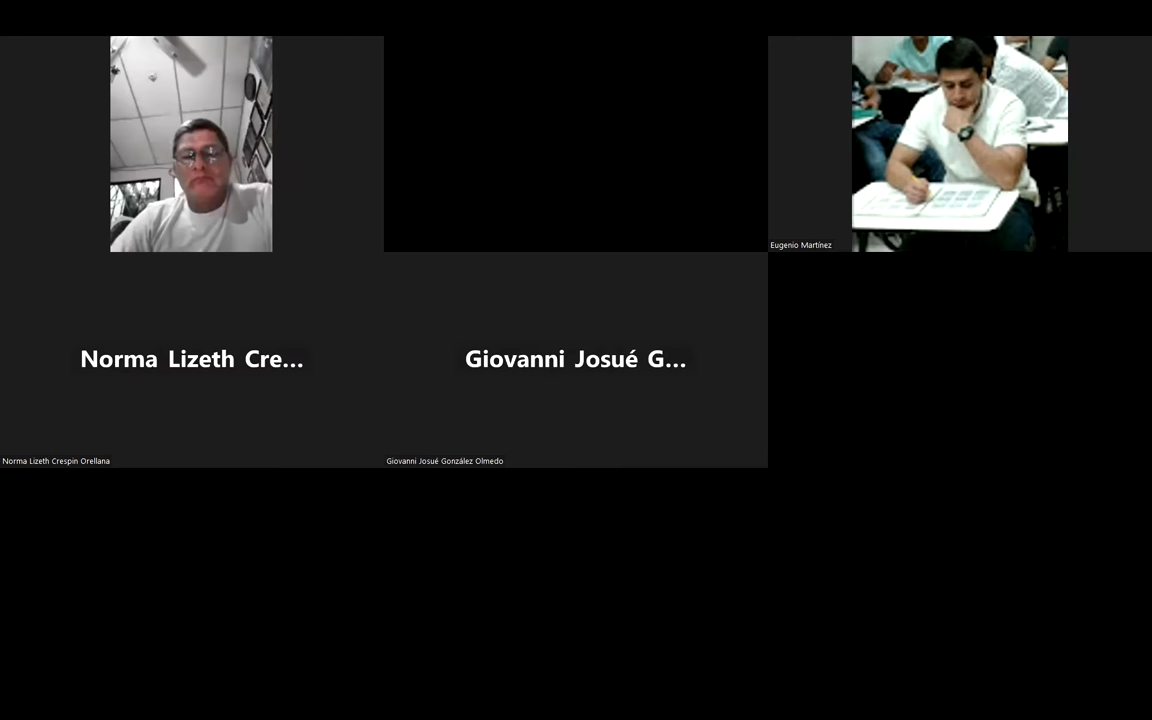 Eugenio Martínez
Norma Lizeth Cre...
Giovanni Josué G...
Norma Lizeth Crespin Orellana
Giovanni Josué González Olmedo